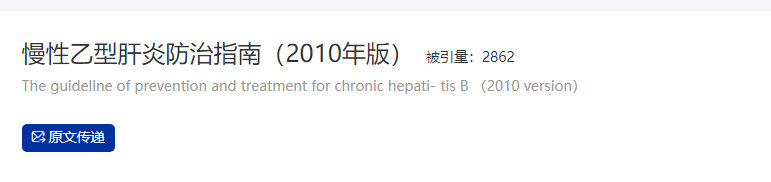 慢性乙型肝炎防治指南（2010年版） 被引量：2862
The guideline of prevention and treatment for chronic hepati- tis B （2010 version）
原文传递